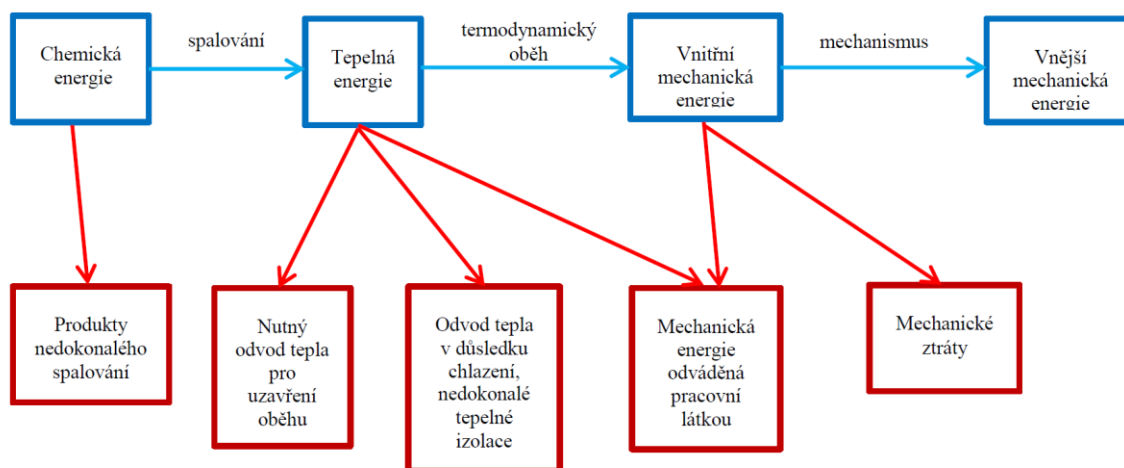 Chemická
energie
spalování
Tepelná
energie
termodynamický
oběh
Vnitřní
mechanická
energie
mechanismus
Vnější
mechanická
energie
Produkty
nedokonalého
spalování
Nutný
odvod tepla
pro
uzavření
oběhu
Odvod tepla
v důsledku
chlazení,
nedokonalé
tepelné
izolace
Mechanická
energie
odváděná
pracovní
látkou
Mechanické
ztráty